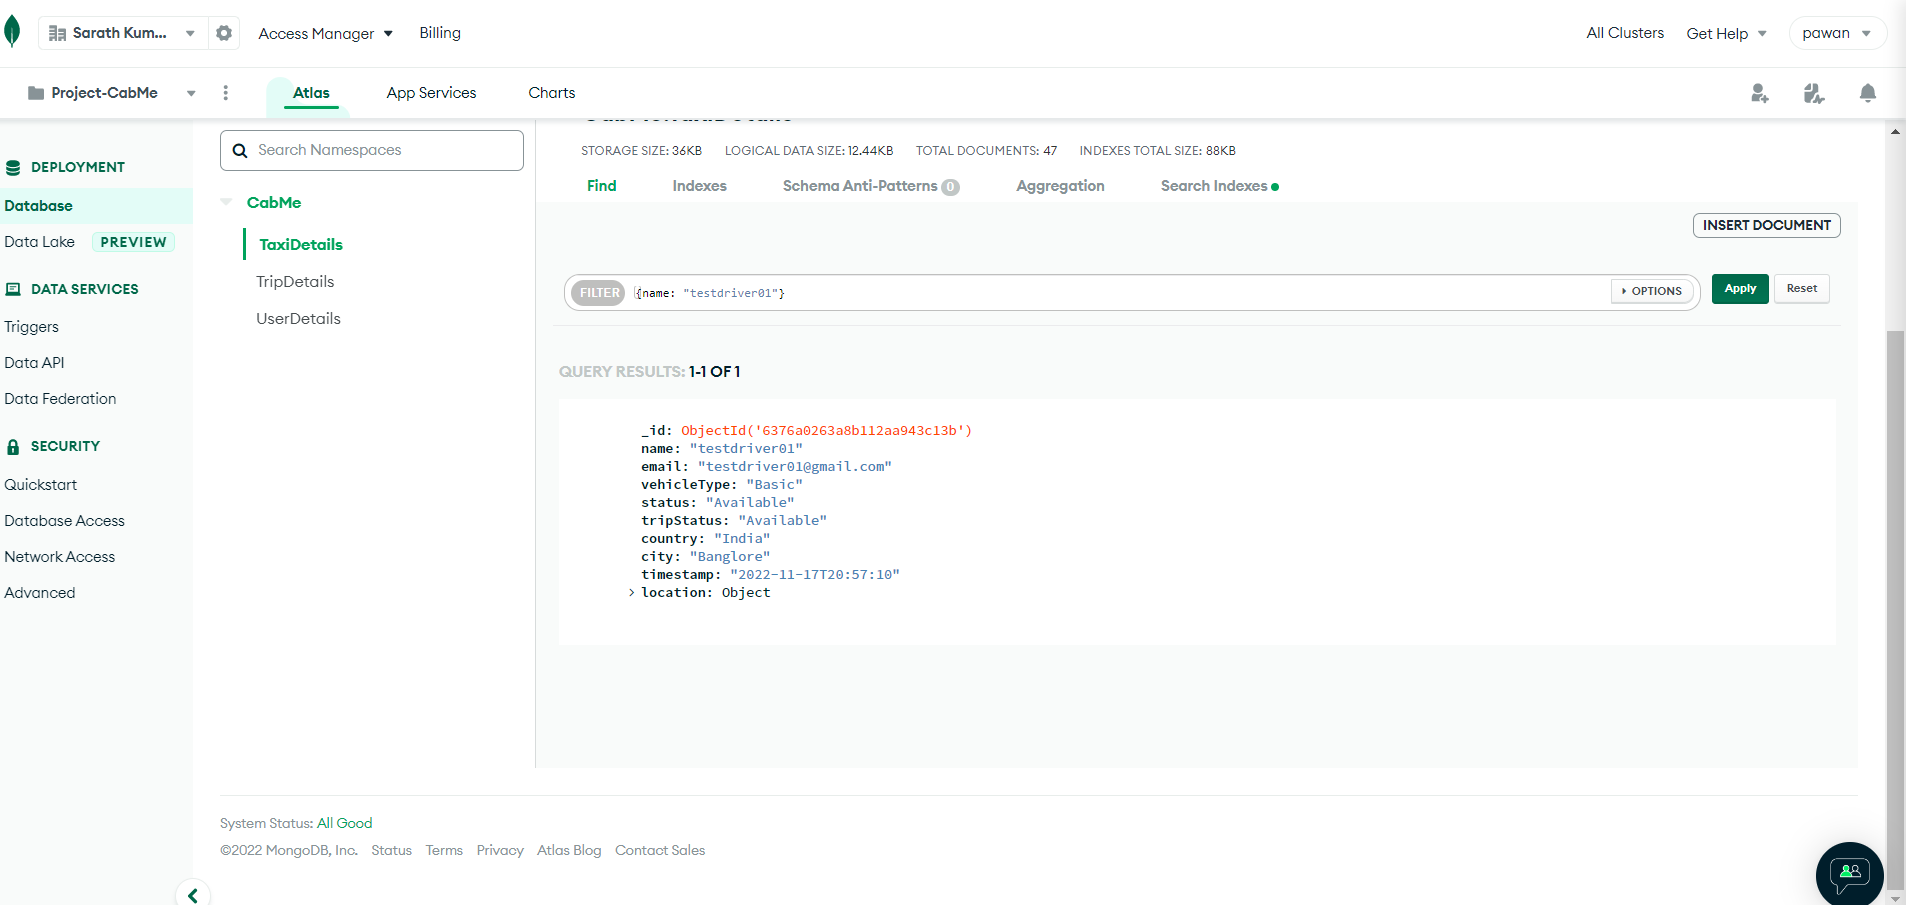 Sarath Kum...
Access Manager
Billing
All Clusters
Get Help
pawan
Project-CabMe
Atlas
App Services
Charts
DEPLOYMENT
Database
Data Lake PREVIEW
DATA SERVICES
Triggers
Data API
Data Federation
SECURITY
Quickstart
Database Access
Network Access
Advanced
Search Namespaces
CabMe
TaxiDetails
TripDetails
UserDetails
STORAGE SIZE: 36KB LOGICAL DATA SIZE: 12.44KB TOTAL DOCUMENTS: 47 INDEXES TOTAL SIZE: 88KB
Find Indexes Schema Anti-Patterns 0 Aggregation Search Indexes
INSERT DOCUMENT
FILTER {name: "testdriver01"} OPTIONS Apply Reset
QUERY RESULTS: 1-1 OF 1
_id: ObjectId('6376a0263a8b112aa943c13b')
name: "testdriver01"
email: "testdriver01@gmail.com"
vehicleType: "Basic"
status: "Available"
tripStatus: "Available"
country: "India"
city: "Banglore"
timestamp: "2022-11-17T20:57:10"
location: Object
System Status: All Good
©2022 MongoDB, Inc. Status Terms Privacy Atlas Blog Contact Sales